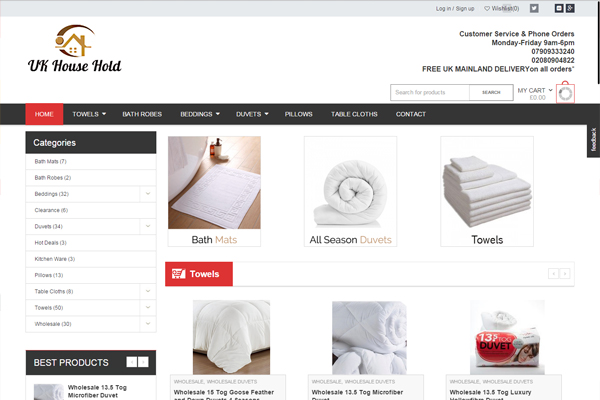 Log in / Sign up
Wishlist(0)
Customer Service & Phone Orders
Monday-Friday 9am-6pm
07909333240
02080904822
FREE UK MAINLAND DELIVERYon all orders*
UK House Hold
Search for products
SEARCH
MY CART
£0.00
HOME TOWELS BATH ROBES BEDDINGS DUVETS PILLOWS TABLE CLOTHS CONTACT
feedback
Categories
Bath Mats (7)
Bath Robes (2)
Beddings (32)
Clearance (6)
Duvets (34)
Hot Deals (3)
Kitchen Ware (3)
Pillows (13)
Table Cloths (6)
Towels (50)
Wholesale (30)
Bath Mats
All Season Duvets
Towels
Towels
BEST PRODUCTS
Wholesale 13.5 Tog
Microfiber Duvet
WHOLESALE, WHOLESALE DUVETS
Wholesale 15 Tog Goose Feather
and Down Duvets 4 Seasons
WHOLESALE, WHOLESALE DUVETS
Wholesale 13.5 Tog Microfiber
Duvet
13.5
DUVET
WHOLESALE, WHOLESALE DUVETS
Wholesale 13.5 Tog Luxury
Hollowfibre Duvet